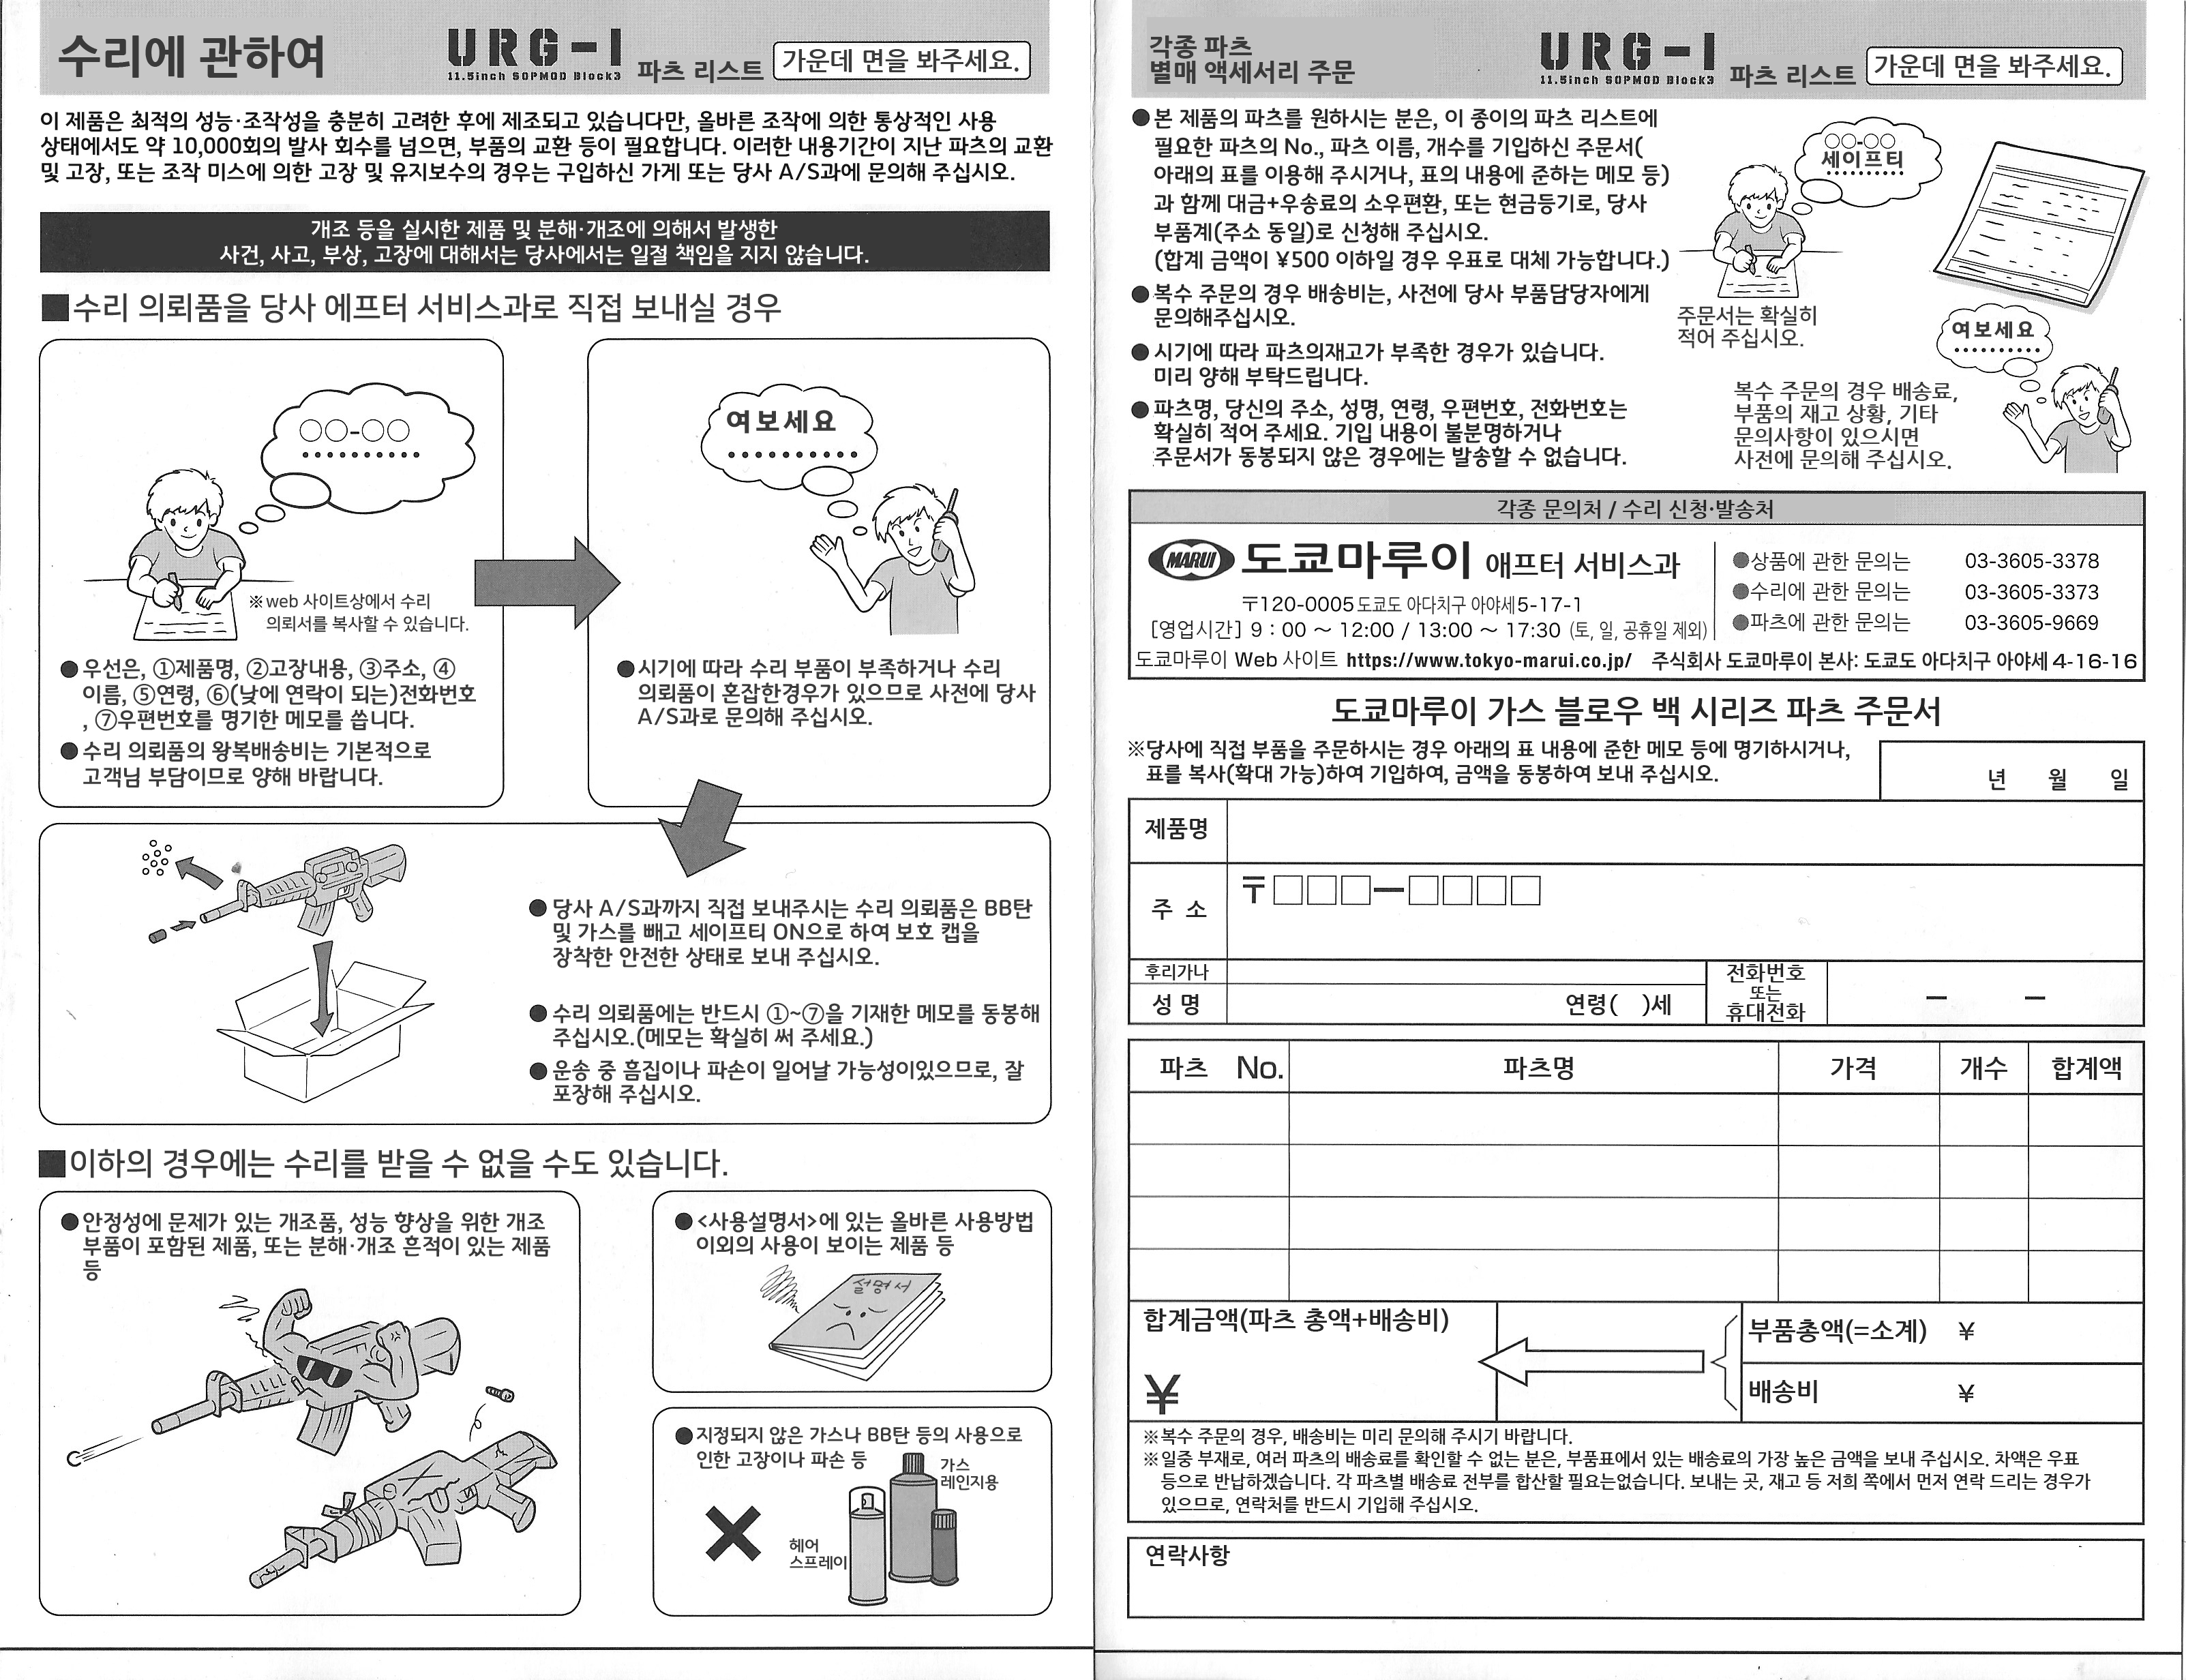 수리에 관하여
URG-I
11.5inch SOPMOD Block3
파츠 리스트
가운데 면을 봐주세요.
이 제품은 최적의 성능·조작성을 충분히 고려한 후에 제조되고 있습니다만, 올바른 조작에 의한 통상적인 사용
상태에서도 약 10,000회의 발사 회수를 넘으면, 부품의 교환 등이 필요합니다. 이러한 내용기간이 지난 파츠의 교환
및 고장, 또는 조작 미스에 의한 고장 및 유지보수의 경우는 구입하신 가게 또는 당사 A/S과에 문의해 주십시오.
개조 등을 실시한 제품 및 분해·개조에 의해서 발생한
사건, 사고, 부상, 고장에 대해서는 당사에서는 일절 책임을 지지 않습니다.
■수리 의뢰품을 당사 에프터 서비스과로 직접 보내실 경우
○○-○○
※web 사이트상에서 수리
의뢰서를 복사할 수 있습니다.
●우선은, ①제품명, ②고장내용, ③주소, ④
이름, ⑤연령, ⑥(낮에 연락이 되는)전화번호
, ⑦우편번호를 명기한 메모를 씁니다.
●수리 의뢰품의 왕복배송비는 기본적으로
고객님 부담이므로 양해 바랍니다.
여보세요
●시기에 따라 수리 부품이 부족하거나 수리
의뢰품이 혼잡한경우가 있으므로 사전에 당사
A/S과로 문의해 주십시오.
●당사 A/S과까지 직접 보내주시는 수리 의뢰품은 BB탄
및 가스를 빼고 세이프티 ON으로 하여 보호 캡을
장착한 안전한 상태로 보내 주십시오.
●수리 의뢰품에는 반드시 ①~⑦을 기재한 메모를 동봉해
주십시오.(메모는 확실히 써 주세요.)
●운송 중 흠집이나 파손이 일어날 가능성이있으므로, 잘
포장해 주십시오.
■이하의 경우에는 수리를 받을 수 없을 수도 있습니다.
●안정성에 문제가 있는 개조품, 성능 향상을 위한 개조
부품이 포함된 제품, 또는 분해·개조 흔적이 있는 제품
등
●<사용설명서>에 있는 올바른 사용방법
이외의 사용이 보이는 제품 등
설명서
●지정되지 않은 가스나 BB탄 등의 사용으로
인한 고장이나 파손 등
가스
레인지용
헤어
스프레이
각종 파츠
별매 액세서리 주문
URG-I
11.5inch SOPMOD Block3
파츠 리스트
가운데 면을 봐주세요.
●본 제품의 파츠를 원하시는 분은, 이 종이의 파츠 리스트에
필요한 파츠의 No., 파츠 이름, 개수를 기입하신 주문서(
아래의 표를 이용해 주시거나, 표의 내용에 준하는 메모 등)
과 함께 대금+우송료의 소우편환, 또는 현금등기로, 당사
부품계(주소 동일)로 신청해 주십시오.
(합계 금액이 ¥500 이하일 경우 우표로 대체 가능합니다.)
●복수 주문의 경우 배송비는, 사전에 당사 부품담당자에게
문의해주십시오.
●시기에 따라 파츠의재고가 부족한 경우가 있습니다.
미리 양해 부탁드립니다.
●파츠명, 당신의 주소, 성명, 연령, 우편번호, 전화번호는
확실히 적어 주세요. 기입 내용이 불분명하거나
주문서가 동봉되지 않은 경우에는 발송할 수 없습니다.
○○-○○
세이프티
주문서는 확실히
적어 주십시오.
여보세요
복수 주문의 경우 배송료,
부품의 재고 상황, 기타
문의사항이 있으시면
사전에 문의해 주십시오.
각종 문의처 / 수리 신청·발송처
MARUI 도쿄마루이 애프터 서비스과
〒120-0005 도쿄도 아다치구 아야세5-17-1
[영업시간] 9 : 00 ~ 12:00 / 13:00 ~ 17:30 (토, 일, 공휴일 제외)
●상품에 관한 문의는 03-3605-3378
●수리에 관한 문의는 03-3605-3373
●파츠에 관한 문의는 03-3605-9669
도쿄마루이 Web 사이트 https://www.tokyo-marui.co.jp/ 주식회사 도쿄마루이 본사: 도쿄도 아다치구 아야세 4-16-16
도쿄마루이 가스 블로우 백 시리즈 파츠 주문서
※당사에 직접 부품을 주문하시는 경우 아래의 표 내용에 준한 메모 등에 명기하시거나,
표를 복사(확대 가능)하여 기입하여, 금액을 동봉하여 보내 주십시오.
년 월 일
제품명
주 소
〒□□□-□□□□
후리가나
성 명
연령( )세
전화번호
또는
휴대전화
— —
파츠 No. 파츠명 가격 개수 합계액
합계금액(파츠 총액+배송비)
¥
부품총액(=소계) ¥
배송비 ¥
※복수 주문의 경우, 배송비는 미리 문의해 주시기 바랍니다.
※일중 부재로, 여러 파츠의 배송료를 확인할 수 없는 분은, 부품표에서 있는 배송료의 가장 높은 금액을 보내 주십시오. 차액은 우표
등으로 반납하겠습니다. 각 파츠별 배송료 전부를 합산할 필요는없습니다. 보내는 곳, 재고 등 저희 쪽에서 먼저 연락 드리는 경우가
있으므로, 연락처를 반드시 기입해 주십시오.
연락사항